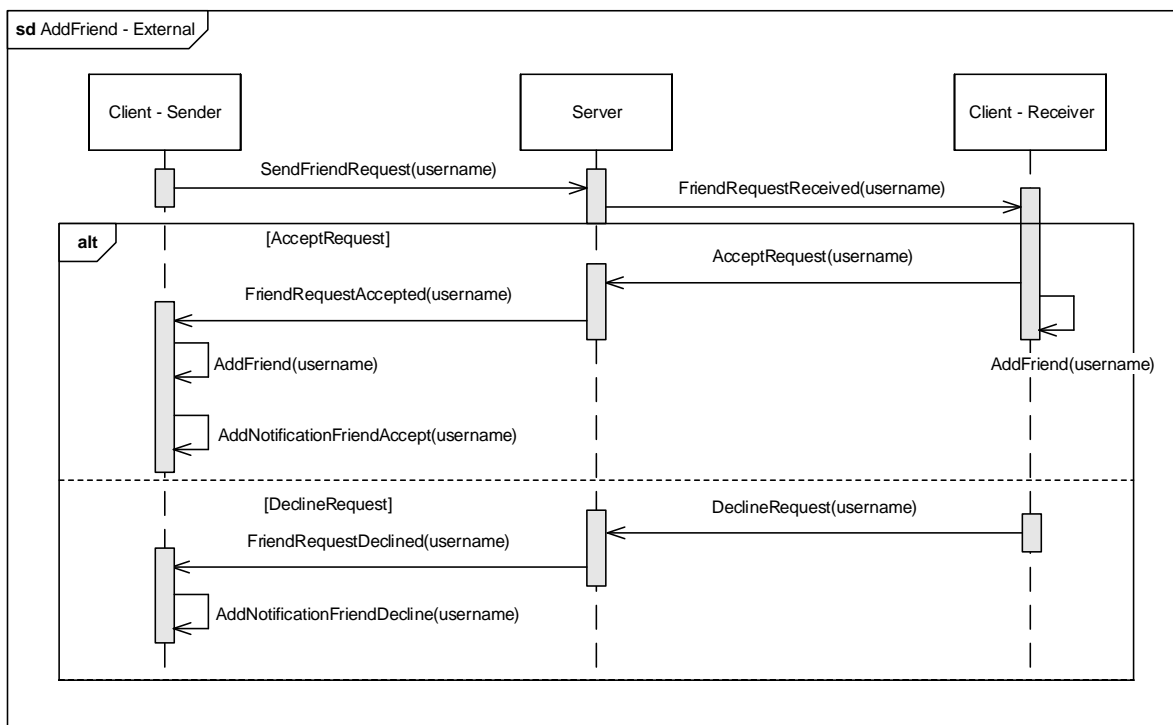 sd AddFriend - External
Client - Sender
Server
Client - Receiver
SendFriendRequest(username)
FriendRequestReceived(username)
alt
[AcceptRequest]
AcceptRequest(username)
FriendRequestAccepted(username)
AddFriend(username)
AddFriend(username)
AddNotificationFriendAccept(username)
[DeclineRequest]
DeclineRequest(username)
FriendRequestDeclined(username)
AddNotificationFriendDecline(username)